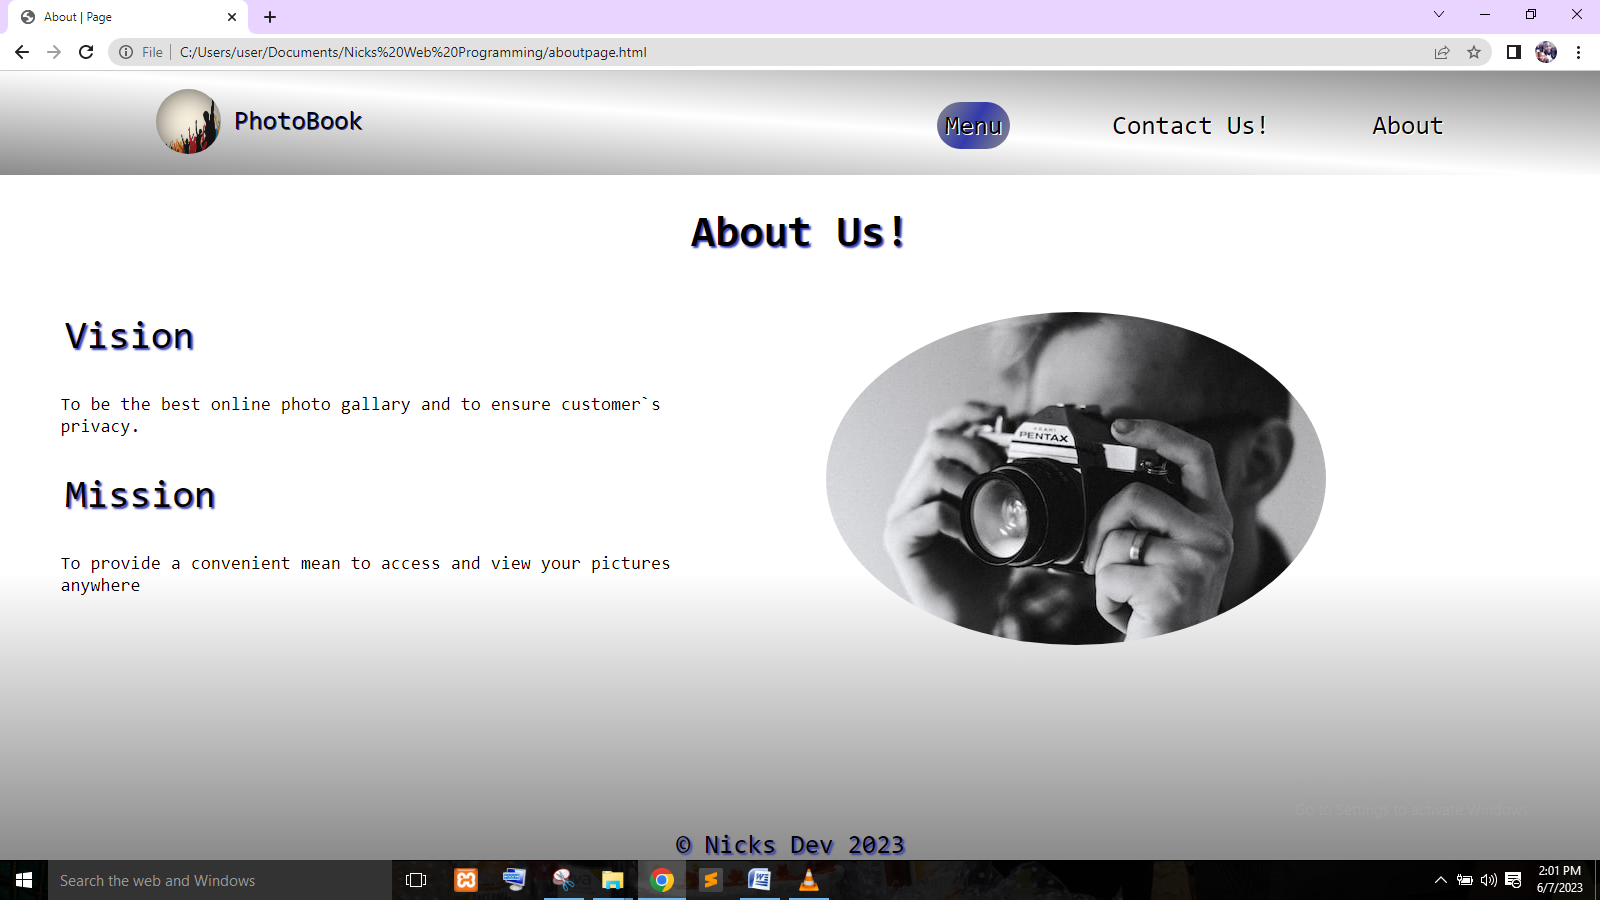 About | Page
File | C:/Users/user/Documents/Nicks%20Web%20Programming/aboutpage.html
PhotoBook
Menu
Contact Us!
About
About Us!
Vision
To be the best online photo gallary and to ensure customer`s
privacy.
Mission
To provide a convenient mean to access and view your pictures
anywhere
ASAHI
PENTAX
Go to Settings to activate Windows.
© Nicks Dev 2023
Search the web and Windows
2:01 PM
6/7/2023